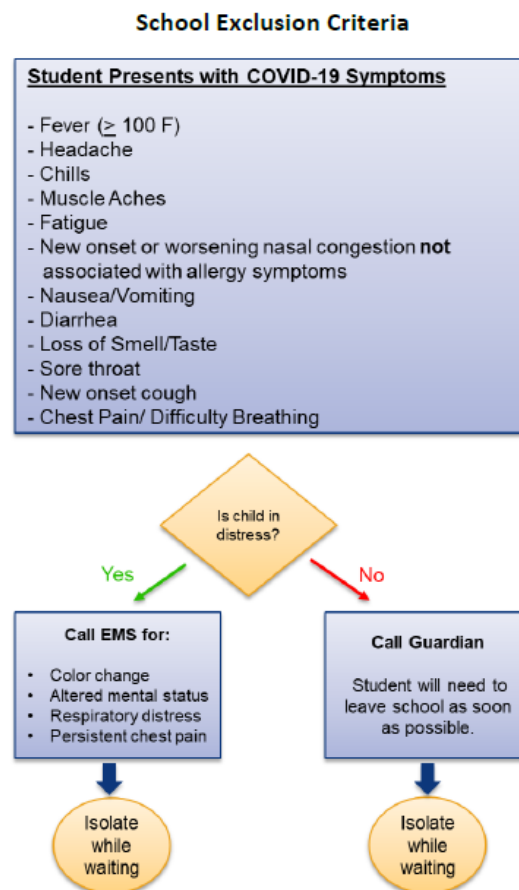 School Exclusion Criteria
Student Presents with COVID-19 Symptoms
- Fever (≥ 100 F)
- Headache
- Chills
- Muscle Aches
- Fatigue
- New onset or worsening nasal congestion not
associated with allergy symptoms
- Nausea/Vomiting
- Diarrhea
- Loss of Smell/Taste
- Sore throat
- New onset cough
- Chest Pain/ Difficulty Breathing
Is child in
distress?
Yes
No
Call EMS for:
• Color change
• Altered mental status
• Respiratory distress
• Persistent chest pain
Call Guardian
Student will need to
leave school as soon
as possible.
Isolate
while
waiting
Isolate
while
waiting